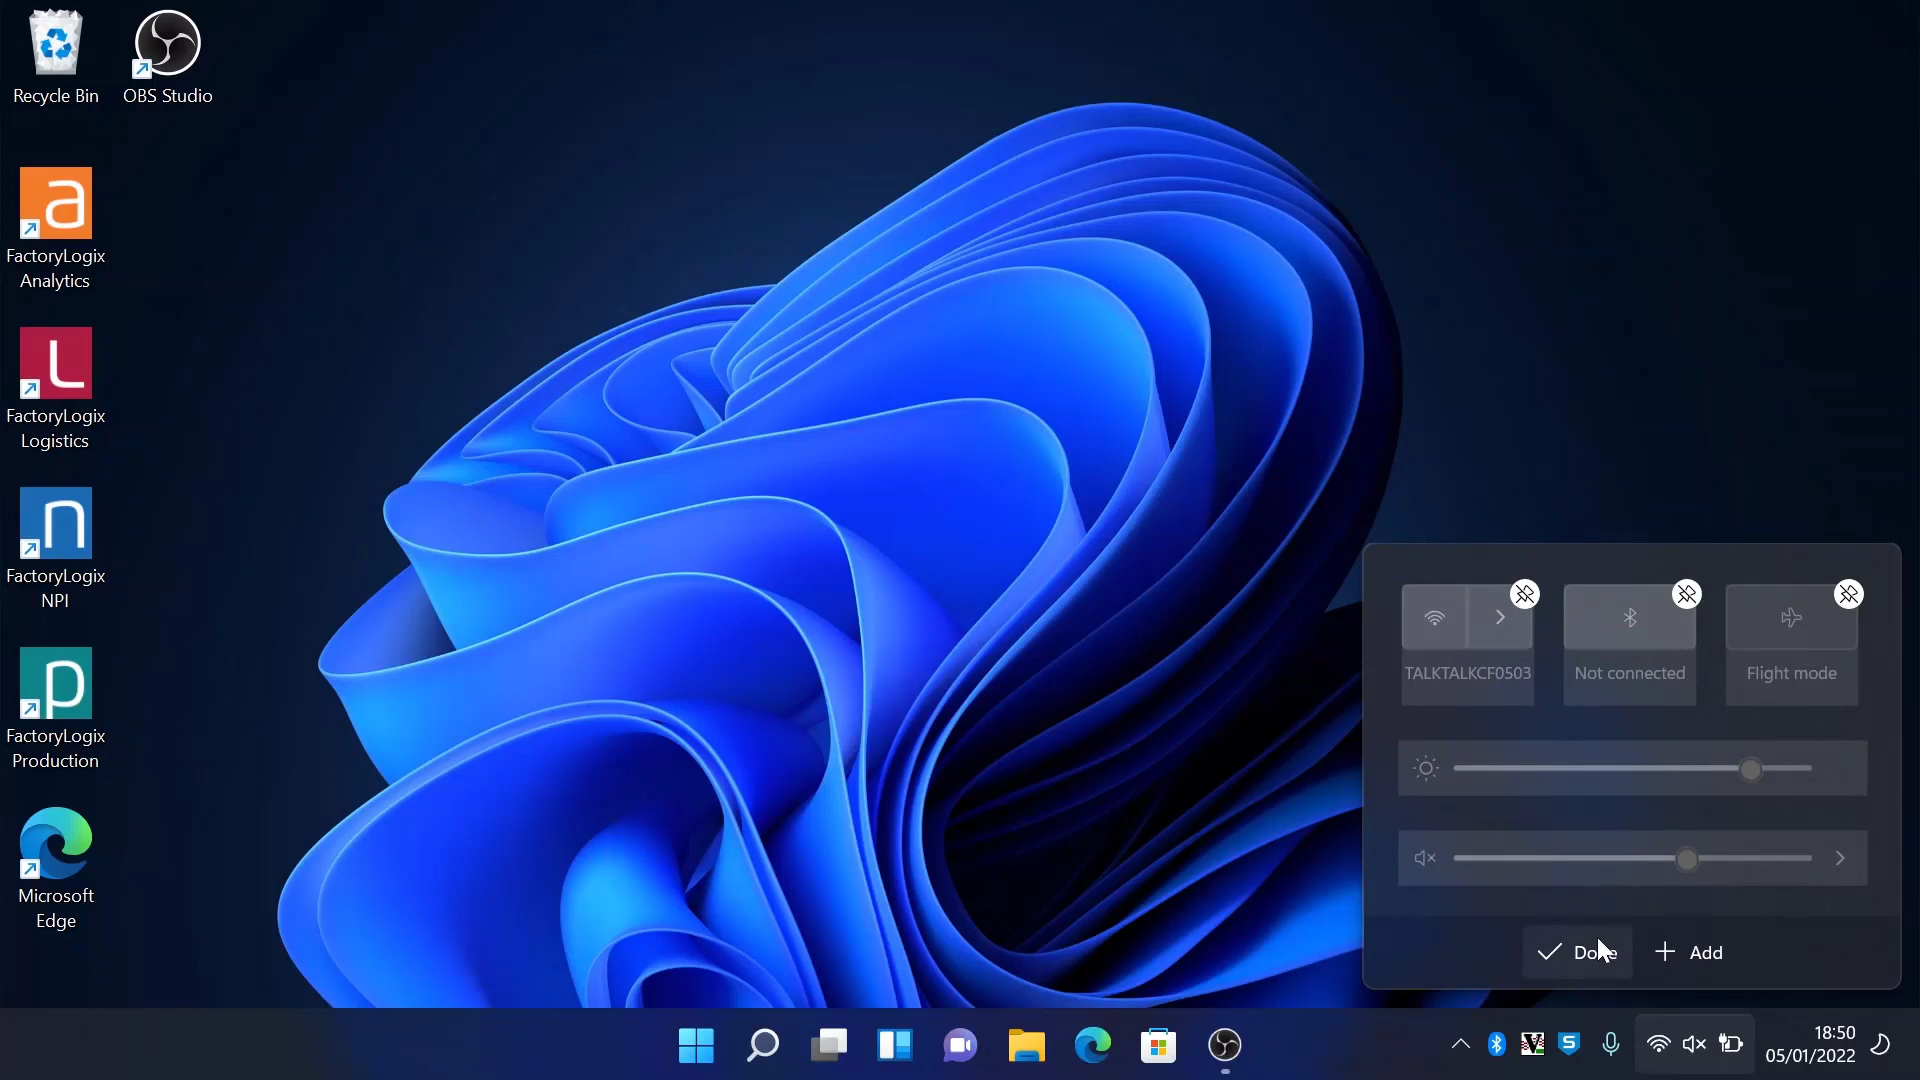 Recycle Bin
OBS Studio
FactoryLogix
Analytics
FactoryLogix
Logistics
FactoryLogix
NPI
FactoryLogix
Production
Microsoft
Edge
TALKTALKCF0503
Not connected
Flight mode
Done
Add
18:50
05/01/2022